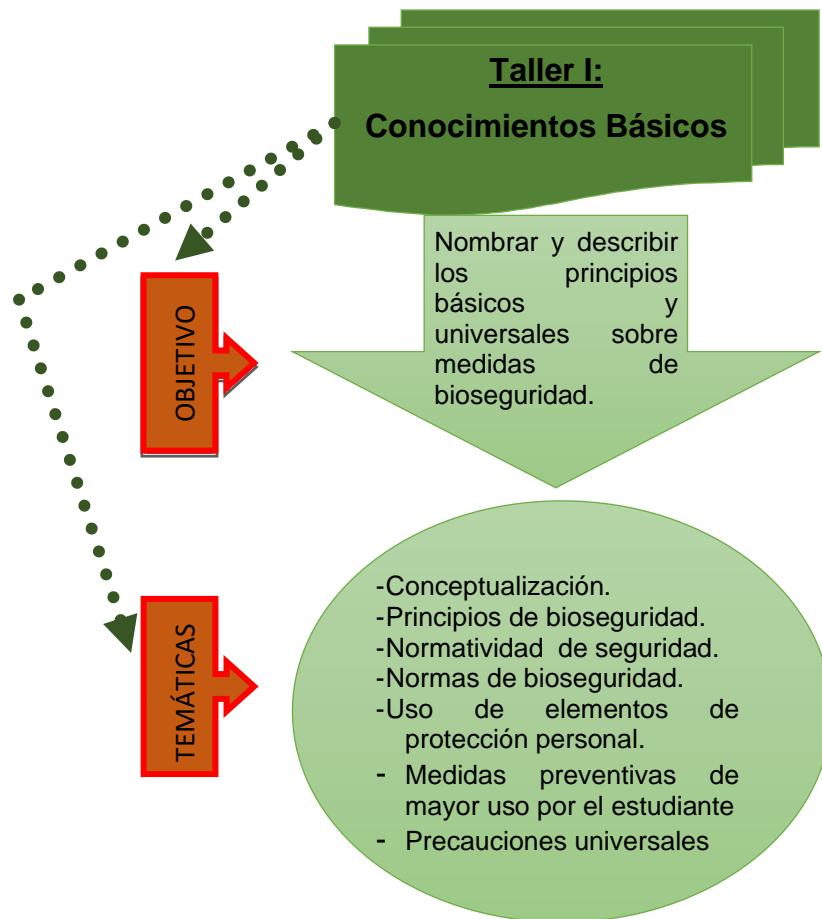 Taller I:
Conocimientos Básicos
OBJETIVO
Nombrar y describir
los principios
básicos y
universales sobre
medidas de
bioseguridad.
TEMÁTICAS
-Conceptualización.
-Principios de bioseguridad.
-Normatividad de seguridad.
-Normas de bioseguridad.
-Uso de elementos de
protección personal.
- Medidas preventivas de
mayor uso por el estudiante
- Precauciones universales